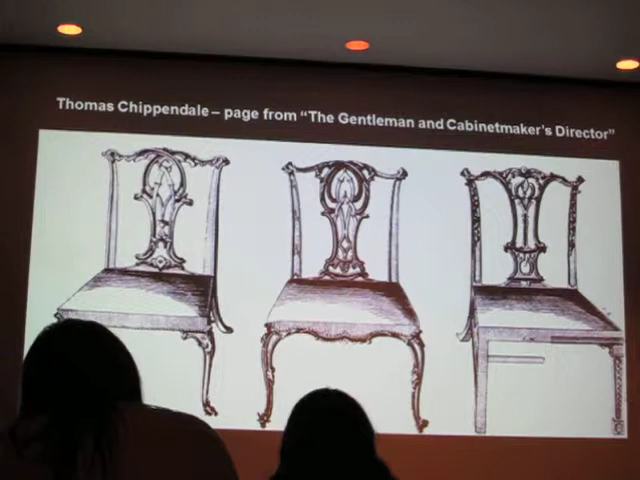 Thomas Chippendale – page from “The Gentleman and Cabinetmaker’s Director”